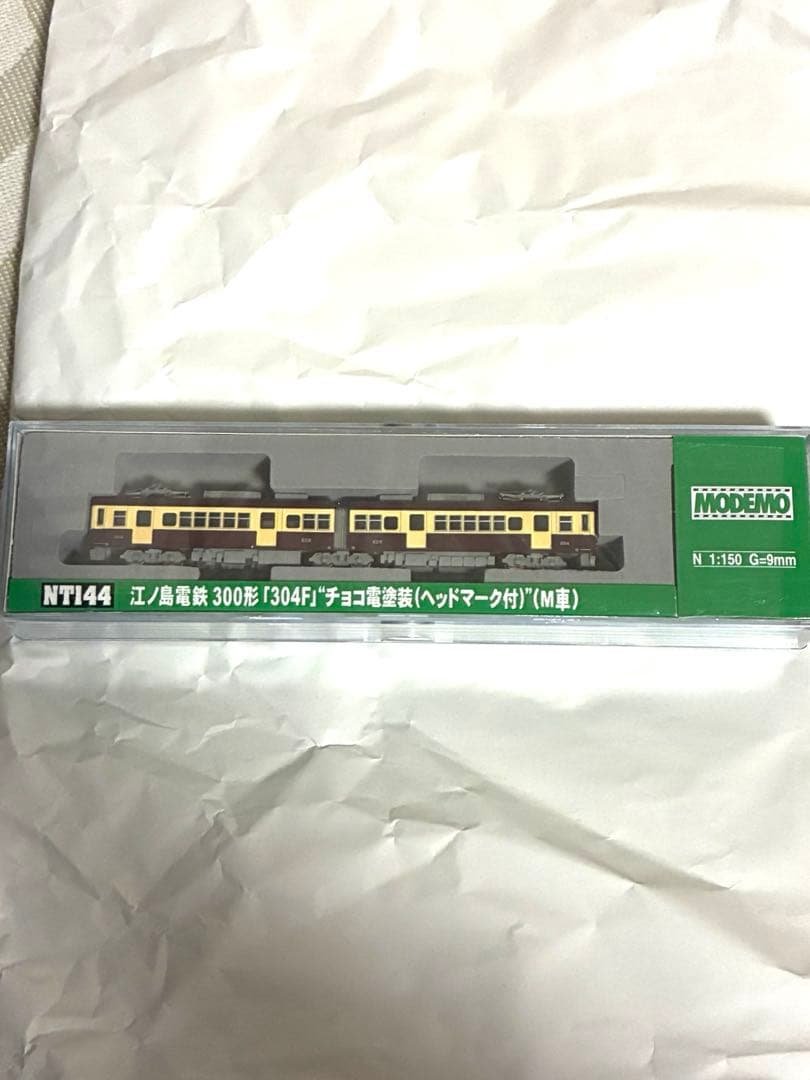 MODEMO
N 1:150 G=9mm
NT144 江ノ島電鉄 300形「304F」"チョコ電塗装(ヘッドマーク付)"(M車)